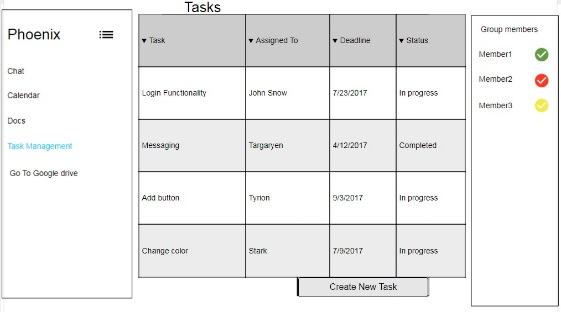 Tasks
Phoenix
Chat
Calendar
Docs
Task Management
Go To Google drive
Task Assigned To Deadline Status
Login Functionality John Snow 7/23/2017 In progress
Messaging Targaryen 4/12/2017 Completed
Add button Tyrion 9/3/2017 In progress
Change color Stark 7/9/2017 In progress
Create New Task
Group members
Member1
Member2
Member3